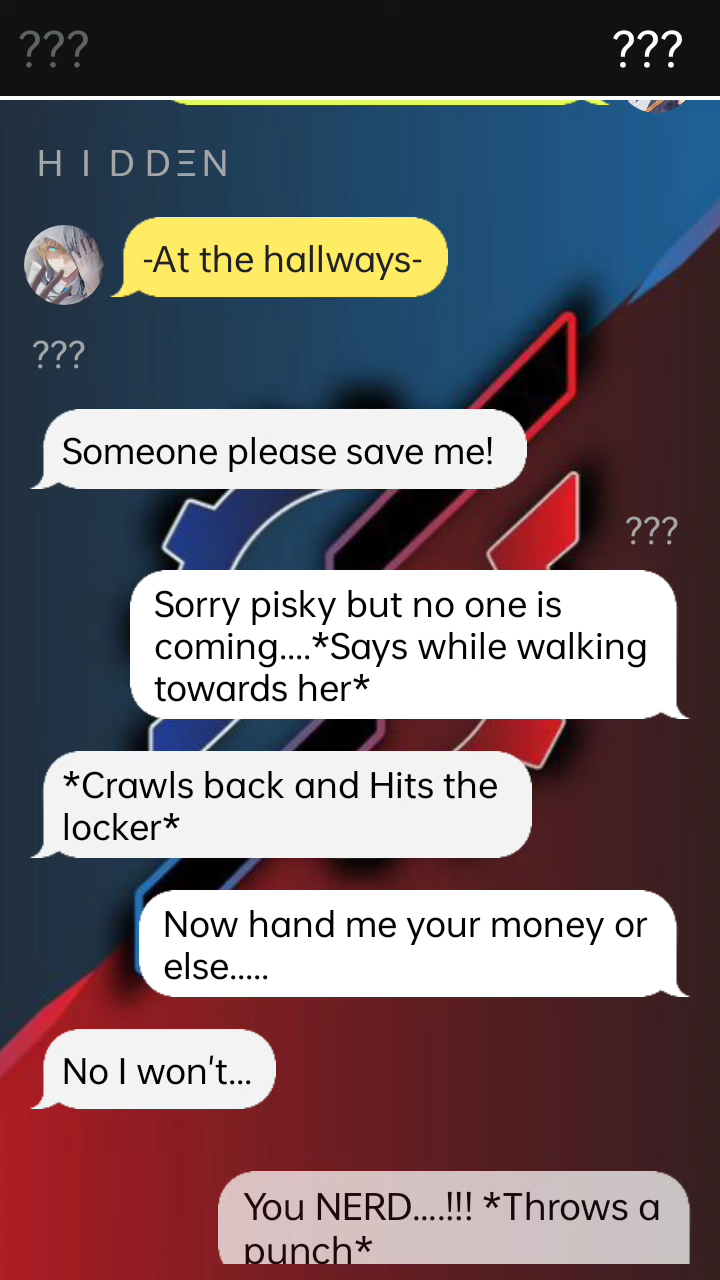 ??? ???
H I D D Ξ N
-At the hallways-
???
Someone please save me!
???
Sorry pisky but no one is
coming....*Says while walking
towards her*
*Crawls back and Hits the
locker*
Now hand me your money or
else.....
No I won't...
You NERD....!!! *Throws a
punch*